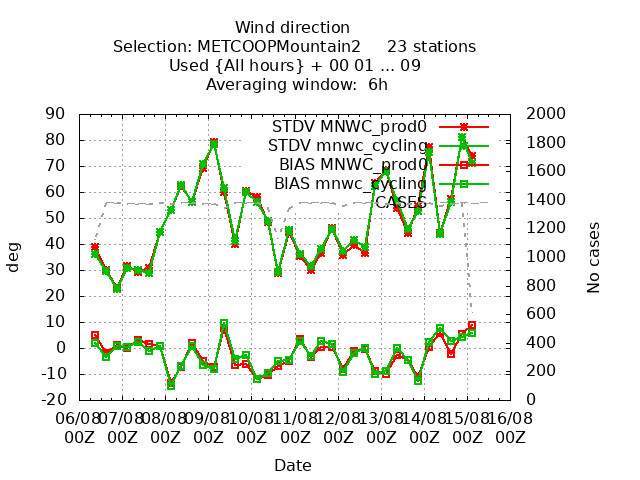 Wind direction
Selection: METCOOPMountain2 23 stations
Used {All hours} + 00 01 ... 09
Averaging window: 6h
90 2000
80 1800
70 1600
60 1400
50 1200
40 1000
30 800
20 600
10 400
0 200
-10 0
-20
STDV MNWC_prod0
STDV mnwc_cycling
BIAS MNWC_prod0
BIAS mnwc_cycling
CASES
deg
No cases
06/08 07/08 08/08 09/08 10/08 11/08 12/08 13/08 14/08 15/08 16/08
00Z 00Z 00Z 00Z 00Z 00Z 00Z 00Z 00Z 00Z 00Z
Date